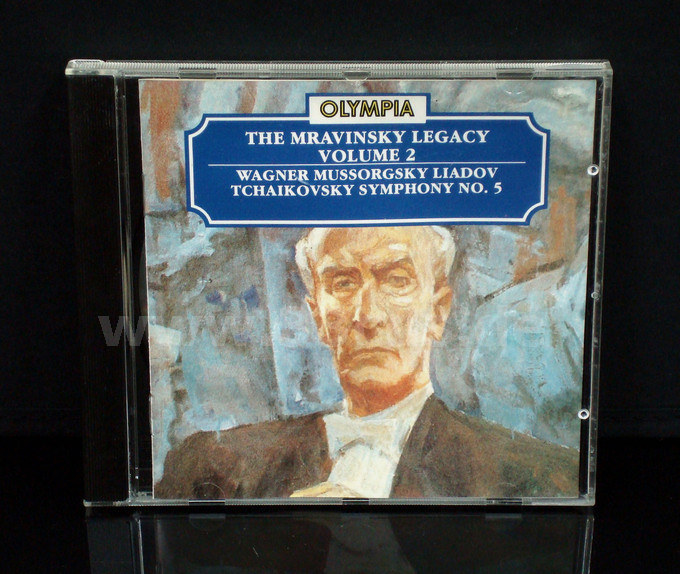 OLYMPIA
THE MRAVINSKY LEGACY
VOLUME 2
WAGNER MUSSORGSKY LIADOV
TCHAIKOVSKY SYMPHONY NO. 5